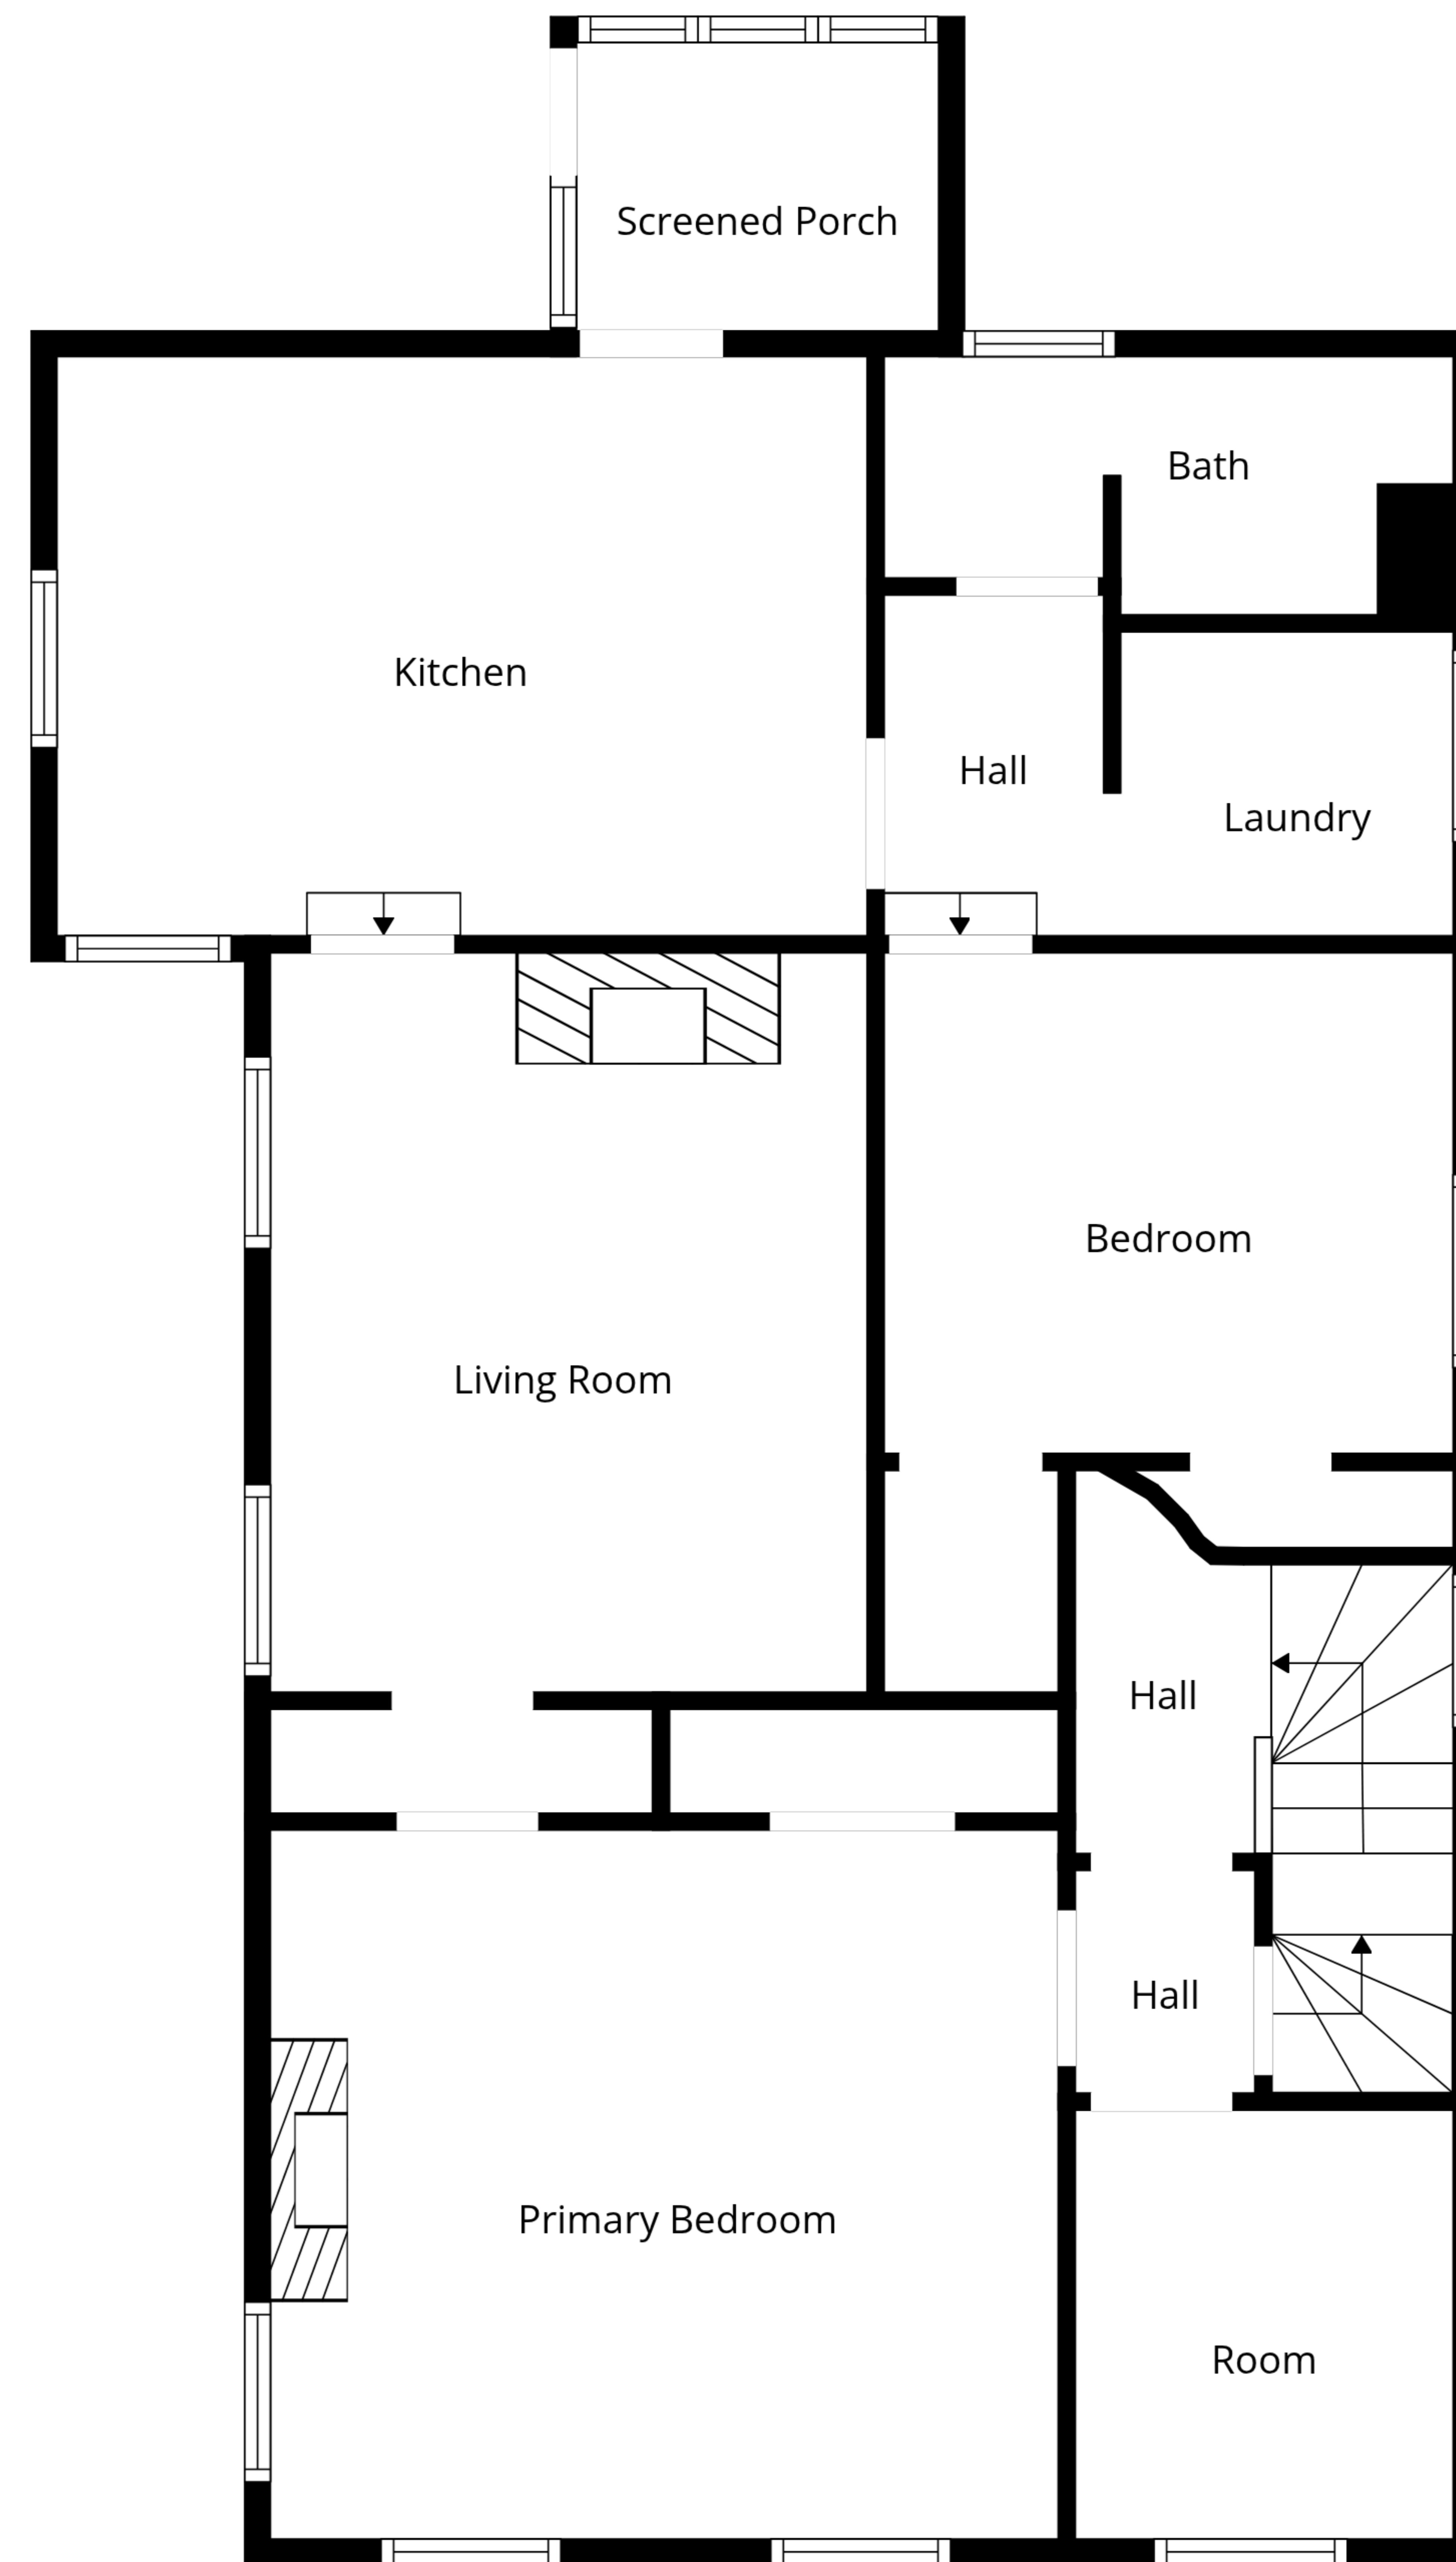 Screened Porch
Bath
Kitchen
Hall
Laundry
Bedroom
Living Room
Hall
Hall
Primary Bedroom
Room